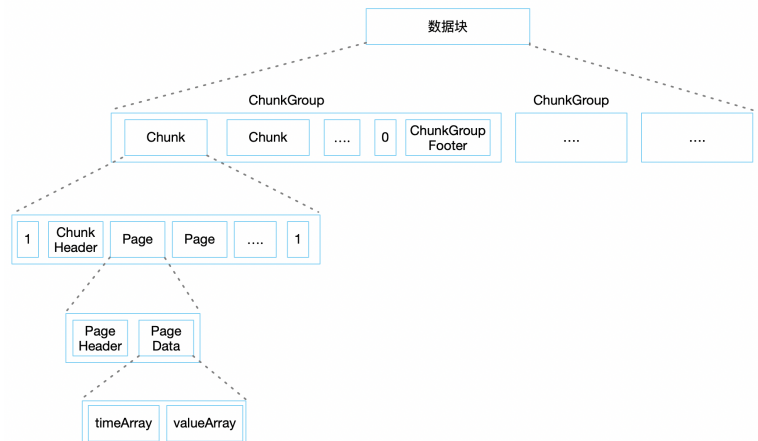 数据块
ChunkGroup
ChunkGroup
Chunk
Chunk
....
0
ChunkGroup
Footer
....
....
1
Chunk
Header
Page
Page
....
1
Page
Header
Page
Data
timeArray
valueArray